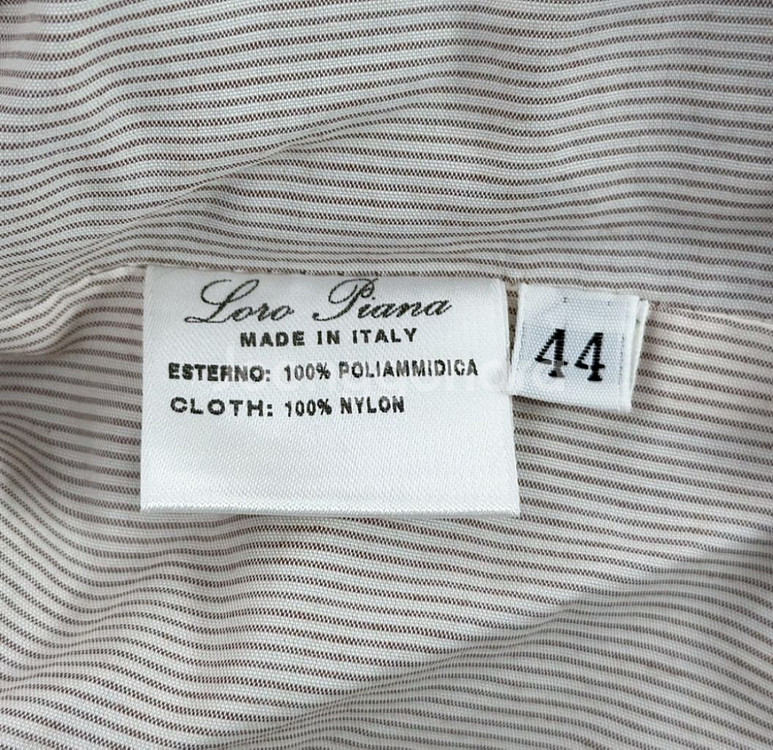 Loro Piana
MADE IN ITALY
ESTERNO: 100% POLIAMMIDICA
CLOTH: 100% NYLON
44